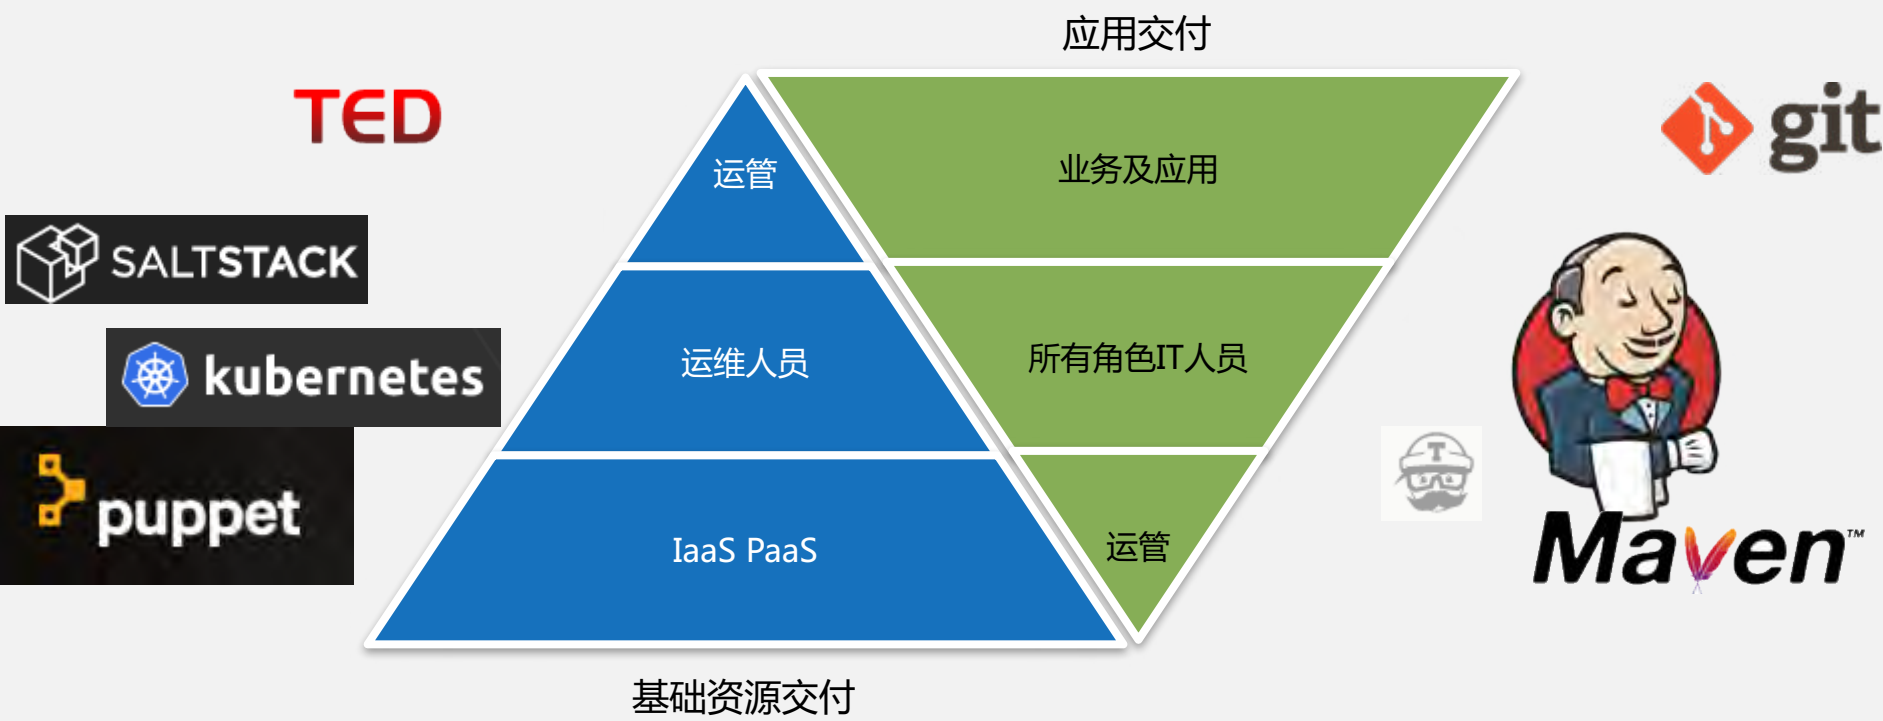 应用交付
TED
git
运管
业务及应用
SALTSTACK
kubernetes
运维人员
所有角色IT人员
T
puppet
IaaS PaaS
运管
Maven™
基础资源交付